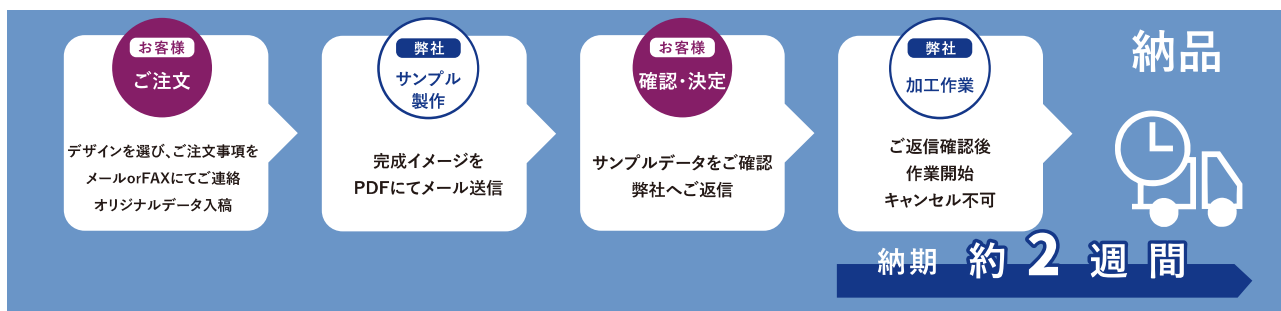 お客様
ご注文
デザインを選び、ご注文事項を
メールorFAXにてご連絡
オリジナルデータ入稿
弊社
サンプル
製作
完成イメージを
PDFにてメール送信
お客様
確認・決定
サンプルデータをご確認
弊社へご返信
弊社
加工作業
ご返信確認後
作業開始
キャンセル不可
納品
納期 約2週間